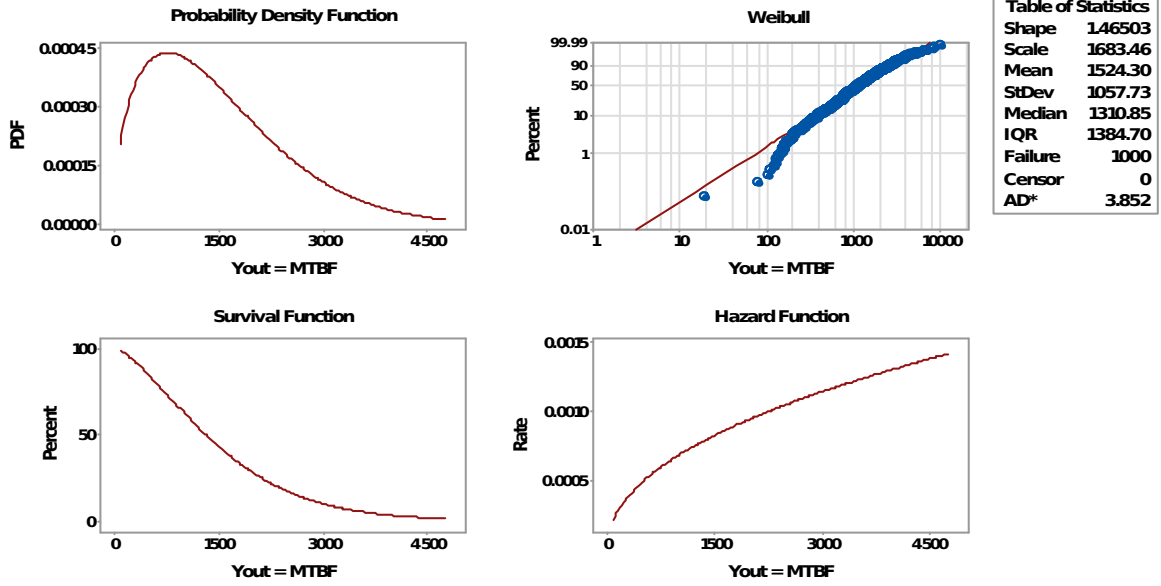 Probability Density Function
0.00045
0.00030
0.00015
0.00000
PDF
0 1500 3000 4500
Yout = MTBF
Weibull
99.99
90
50
10
1
0.01
Percent
1 10 100 1000 10000
Yout = MTBF
Table of Statistics
Shape 1.46503
Scale 1683.46
Mean 1524.30
StDev 1057.73
Median 1310.85
IQR 1384.70
Failure 1000
Censor 0
AD* 3.852
Survival Function
100
50
0
Percent
0 1500 3000 4500
Yout = MTBF
Hazard Function
0.0015
0.0010
0.0005
Rate
0 1500 3000 4500
Yout = MTBF